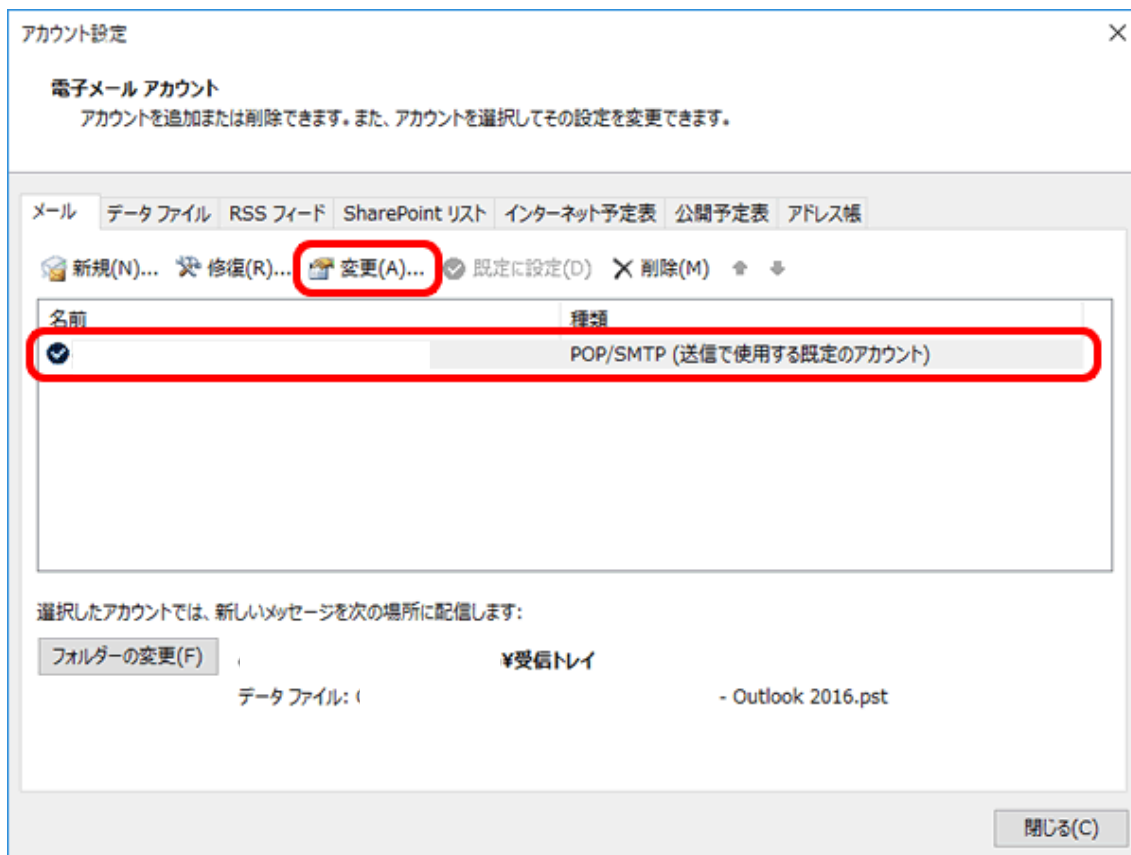 アカウント設定
電子メール アカウント
アカウントを追加または削除できます。また、アカウントを選択してその設定を変更できます。
メール データ ファイル RSS フィード SharePoint リスト インターネット予定表 公開予定表 アドレス帳
新規(N)... 修復(R)... 変更(A)... 既定に設定(D) 削除(M)
名前 種類
POP/SMTP (送信で使用する既定のアカウント)
選択したアカウントでは、新しいメッセージを次の場所に配信します:
フォルダーの変更(F) ¥受信トレイ
データ ファイル: - Outlook 2016.pst
閉じる(C)